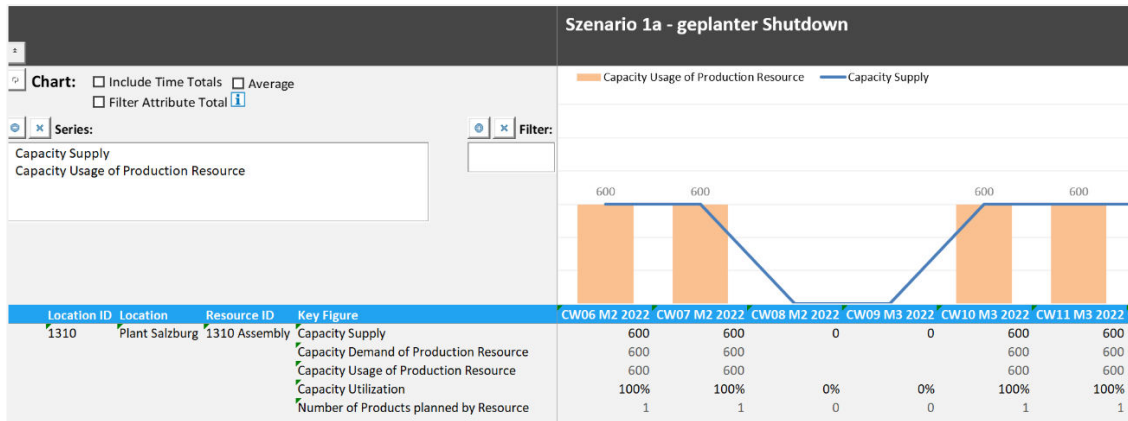 Szenario 1a - geplanter Shutdown
Chart: Include Time Totals Average
Filter Attribute Total i
Series: Filter:
Capacity Supply
Capacity Usage of Production Resource
Capacity Usage of Production Resource Capacity Supply
600 600 600 600
Location ID Location Resource ID Key Figure CW06 M2 2022 CW07 M2 2022 CW08 M2 2022 CW09 M3 2022 CW10 M3 2022 CW11 M3 2022
1310 Plant Salzburg 1310 Assembly Capacity Supply 600 600 0 0 600 600
Capacity Demand of Production Resource 600 600 600 600
Capacity Usage of Production Resource 600 600 600 600
Capacity Utilization 100% 100% 0% 0% 100% 100%
Number of Products planned by Resource 1 1 0 0 1 1